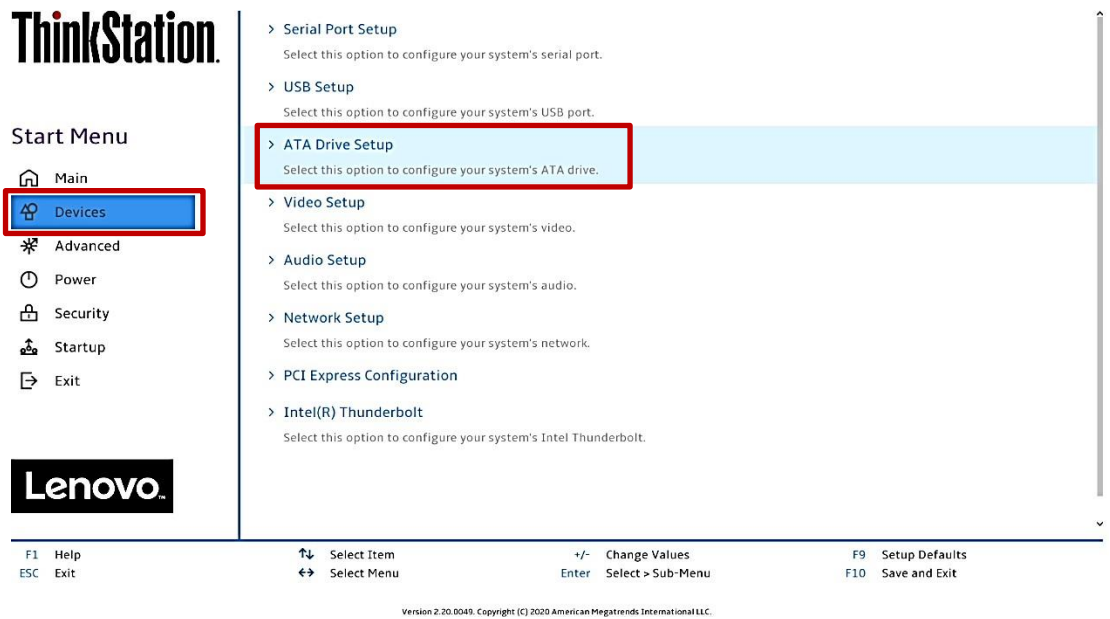 ThinkStation.
Start Menu
Main
Devices
Advanced
Power
Security
Startup
Exit
Lenovo™
> Serial Port Setup
Select this option to configure your system's serial port.
> USB Setup
Select this option to configure your system's USB port.
> ATA Drive Setup
Select this option to configure your system's ATA drive.
> Video Setup
Select this option to configure your system's video.
> Audio Setup
Select this option to configure your system's audio.
> Network Setup
Select this option to configure your system's network.
> PCI Express Configuration
> Intel(R) Thunderbolt
Select this option to configure your system's Intel Thunderbolt.
F1 Help ↑↓ Select Item +/- Change Values F9 Setup Defaults
ESC Exit ↔ Select Menu Enter Select > Sub-Menu F10 Save and Exit
Version 2.20.0049. Copyright (C) 2020 American Megatrends International LLC.